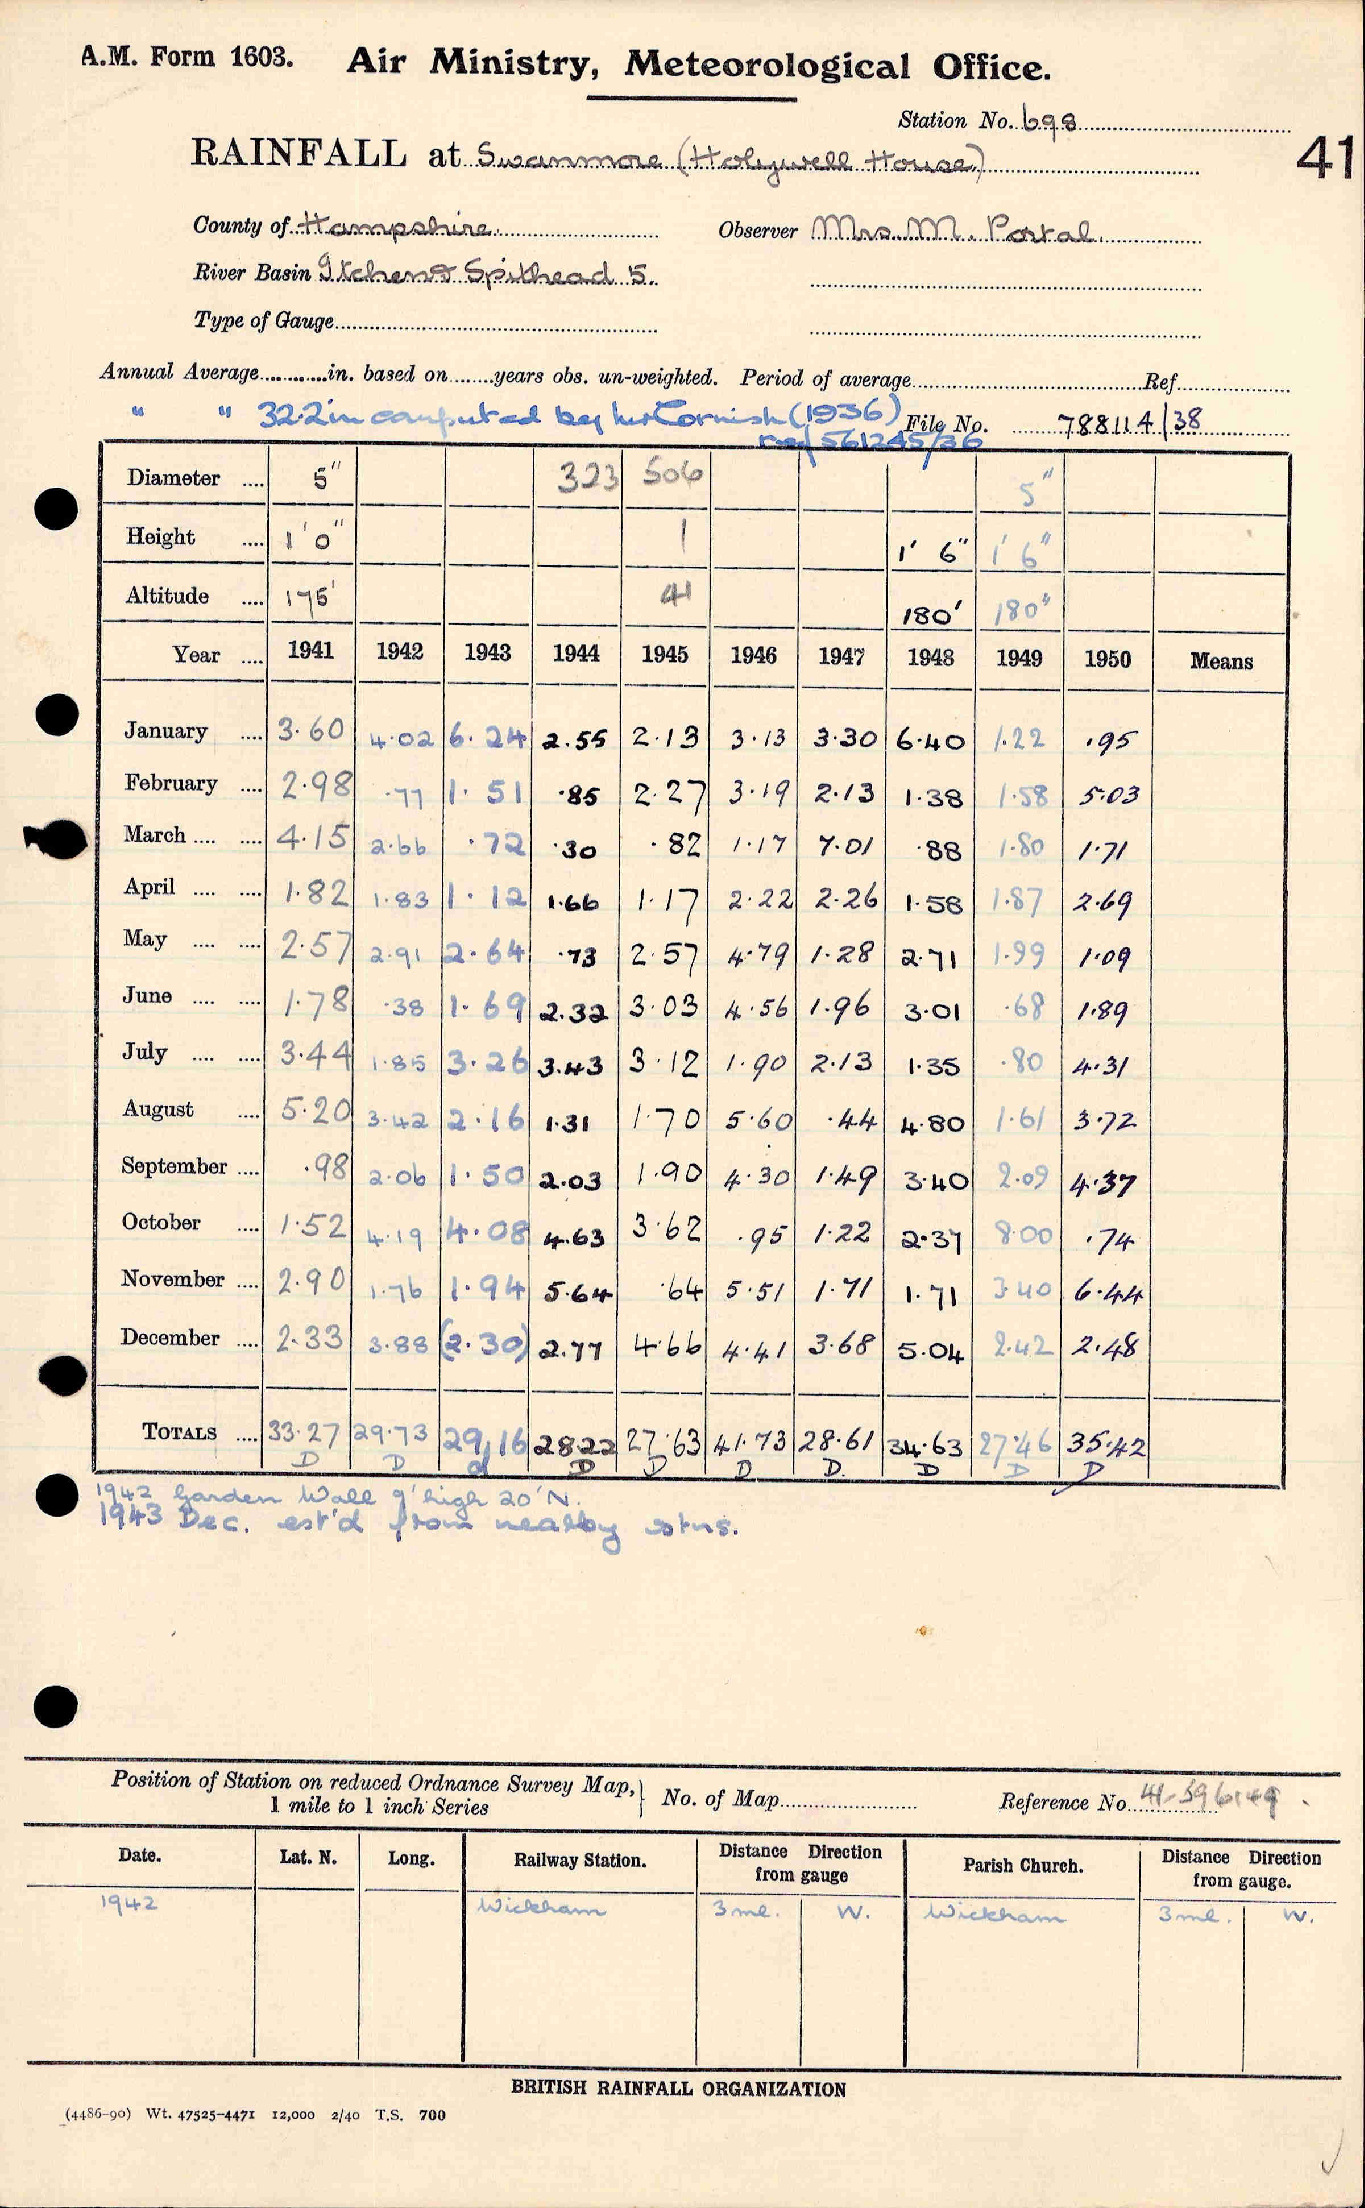 A.M. Form 1603. Air Ministry, Meteorological Office.
Station No. 698
41
RAINFALL at Swanmore (Holywell House)
County of Hampshire. Observer Mrs. M. Portal.
River Basin Itchen & Spithead 5.
Type of Gauge
Annual Average............in. based on........years obs. un-weighted. Period of average Ref
" " 32.2 in computed by Mr Cornish (1936) File No. 788114/38
ref 561245/36
Diameter .... 5" 323 506 5"
Height .... 1' 0" 1 1' 6" 1' 6"
Altitude .... 175' 41 180' 180"
Year .... 1941 1942 1943 1944 1945 1946 1947 1948 1949 1950 Means
January .... 3.60 4.02 6.24 2.55 2.13 3.13 3.30 6.40 1.22 .95
February .... 2.98 .77 1.51 .85 2.27 3.19 2.13 1.38 1.58 5.03
March .... .... 4.15 2.66 .72 .30 .82 1.17 7.01 .88 1.80 1.71
April .... .... 1.82 1.83 1.12 1.66 1.17 2.22 2.26 1.58 1.87 2.69
May .... .... 2.57 2.91 2.64 .73 2.57 4.79 1.28 2.71 1.99 1.09
June .... .... 1.78 .38 1.69 2.32 3.03 4.56 1.96 3.01 .68 1.89
July .... .... 3.44 1.85 3.26 3.43 3.12 1.90 2.13 1.35 .80 4.31
August .... 5.20 3.42 2.16 1.31 1.70 5.60 .44 4.80 1.61 3.72
September .... .98 2.06 1.50 2.03 1.90 4.30 1.49 3.40 2.09 4.37
October .... 1.52 4.19 4.08 4.63 3.62 .95 1.22 2.37 8.00 .74
November .... 2.90 1.76 1.94 5.64 .64 5.51 1.71 1.71 3.40 6.44
December .... 2.33 3.88 (2.30) 2.77 4.66 4.41 3.68 5.04 2.42 2.48
TOTALS .... 33.27 29.73 29.16 28.22 27.63 41.73 28.61 34.63 27.46 35.42
D D d D D D D. D D D
1942 Garden Wall 9' high 20' N.
1943 Dec. est'd from nearby stns.
Position of Station on reduced Ordnance Survey Map,
1 mile to 1 inch Series
No. of Map
Reference No. 41/596149
Date. Lat. N. Long. Railway Station. Distance Direction from gauge Parish Church. Distance Direction from gauge.
1942 Wickham 3 ml. W. Wickham 3 ml. W.
BRITISH RAINFALL ORGANIZATION
(4486-90) Wt. 47525-4471 12,000 2/40 T.S. 700